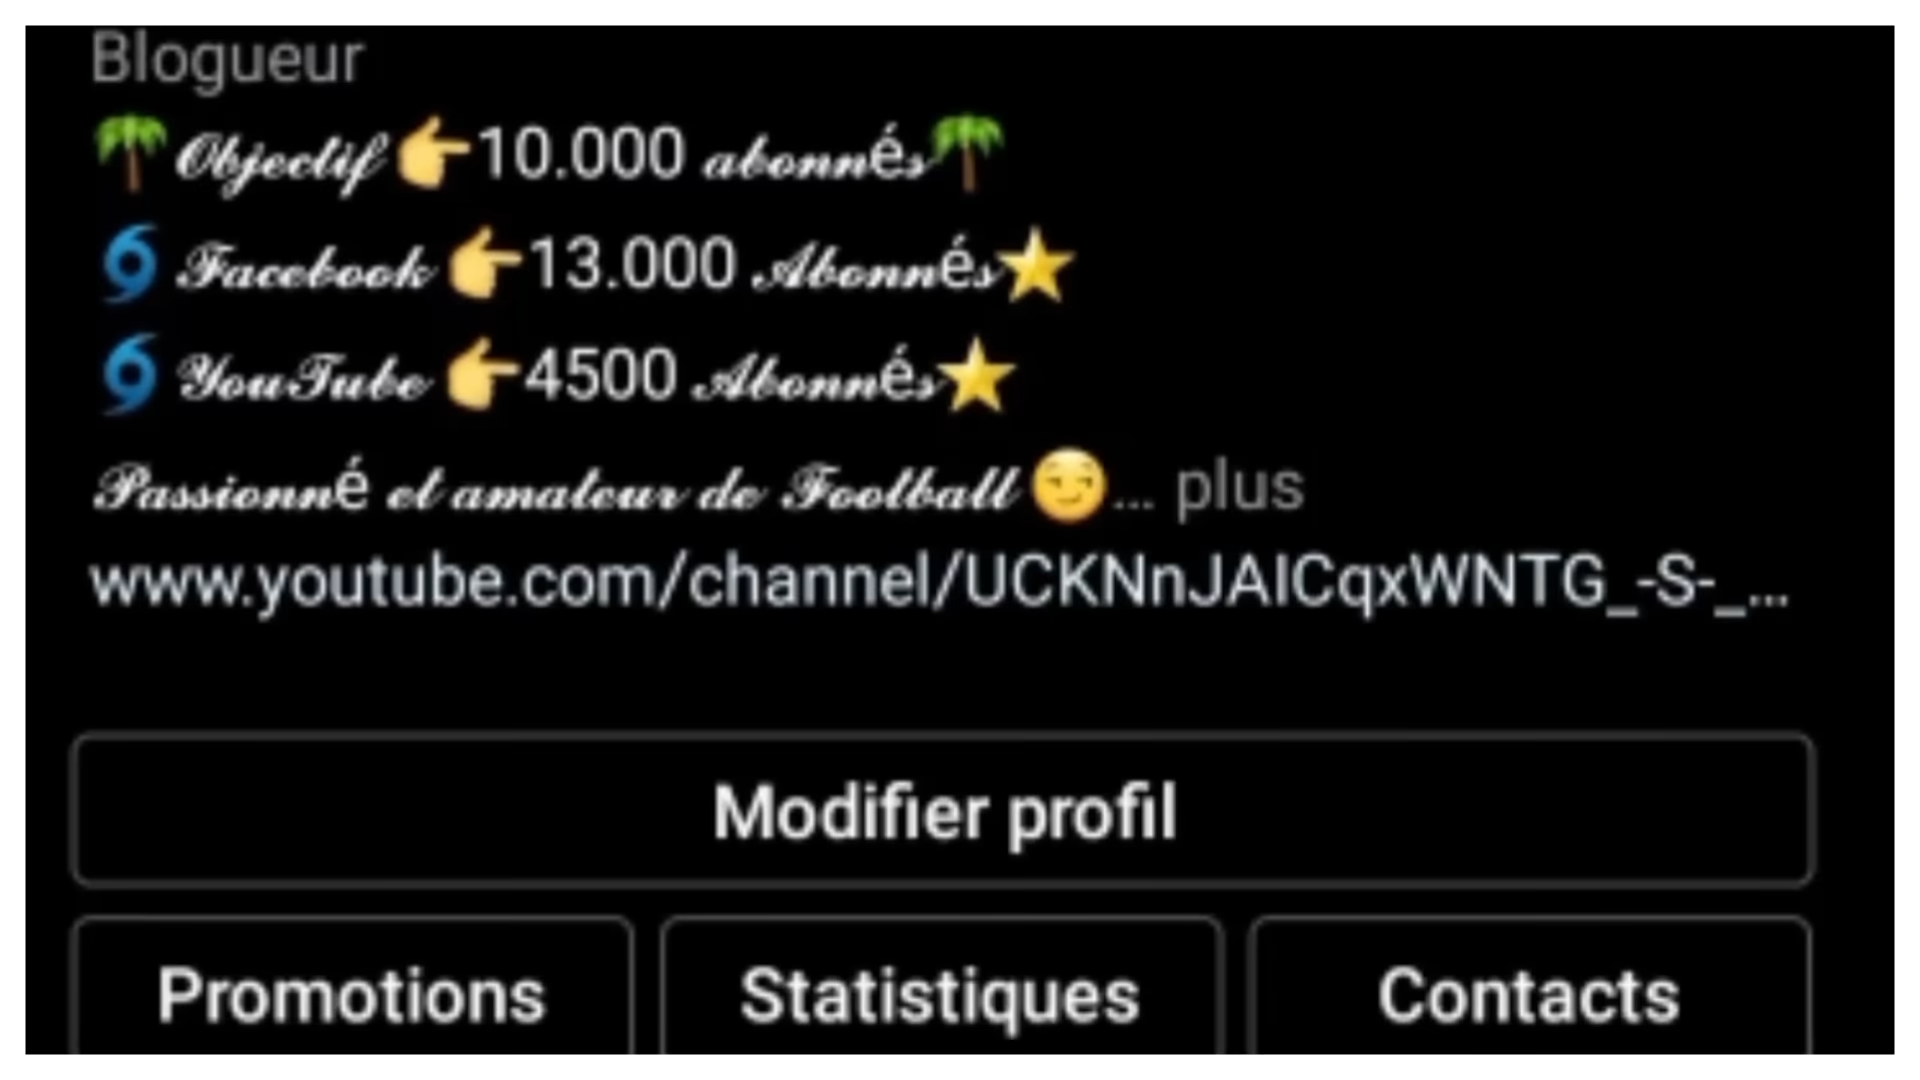 Blogueur
🌴𝒪𝒷𝒿𝑒𝒸𝓉𝒾𝒻 👉10.000 𝒶𝒷𝑜𝓃𝓃é𝓈🌴
🌀 𝓕𝓪𝓬𝓮𝓫𝓸𝓸𝓴 👉13.000 𝓐𝓫𝓸𝓷𝓷é𝓼⭐
🌀 𝓨𝓸𝓾𝓣𝓾𝓫𝓮 👉4500 𝓐𝓫𝓸𝓷𝓷é𝓼⭐
𝓟𝓪𝓼𝓼𝓲𝓸𝓷𝓷é 𝓮𝓽 𝓪𝓶𝓪𝓽𝓮𝓾𝓻 𝓭𝓮 𝓕𝓸𝓸𝓽𝓫𝓪𝓵𝓵 😏... plus
www.youtube.com/channel/UCKNnJAICqxWNTG_-S-_...
Modifier profil
Promotions Statistiques Contacts